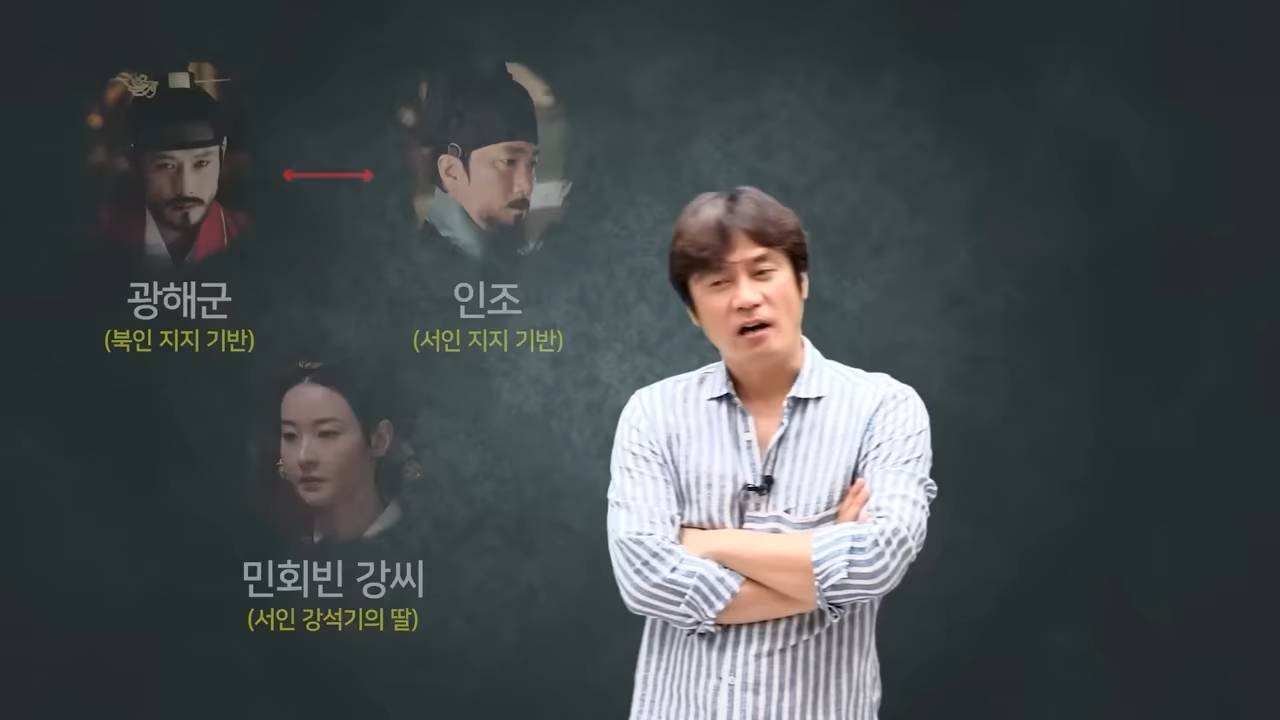 광해군
(북인 지지 기반)
인조
(서인 지지 기반)
민회빈 강씨
(서인 강석기의 딸)